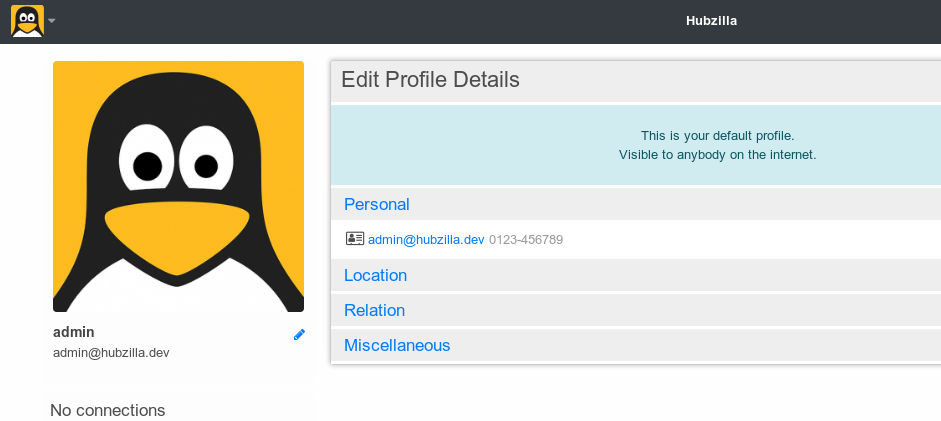 Hubzilla
admin
admin@hubzilla.dev
No connections
Edit Profile Details
This is your default profile.
Visible to anybody on the internet.
Personal
admin@hubzilla.dev 0123-456789
Location
Relation
Miscellaneous